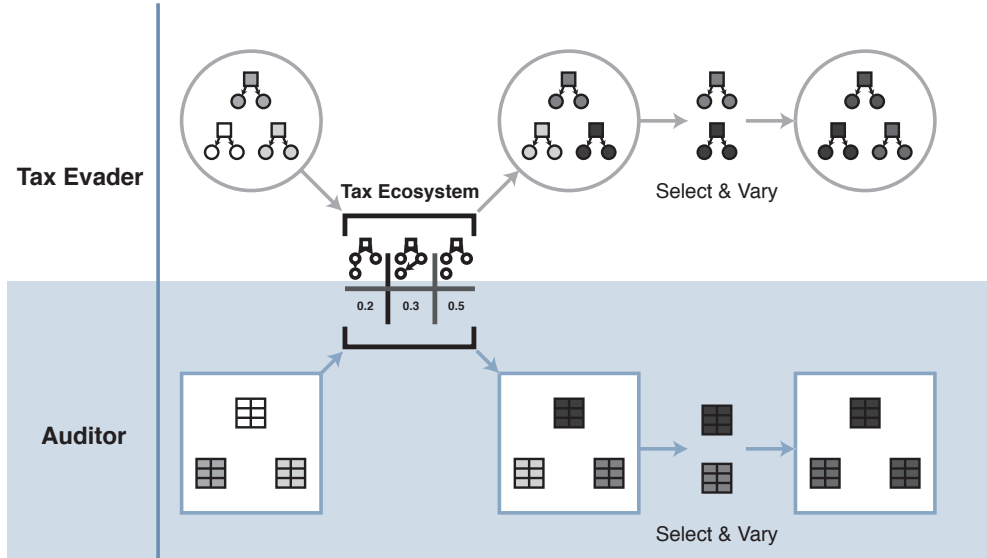 Tax Evader
Tax Ecosystem
Select & Vary
0.2 0.3 0.5
Auditor
Select & Vary